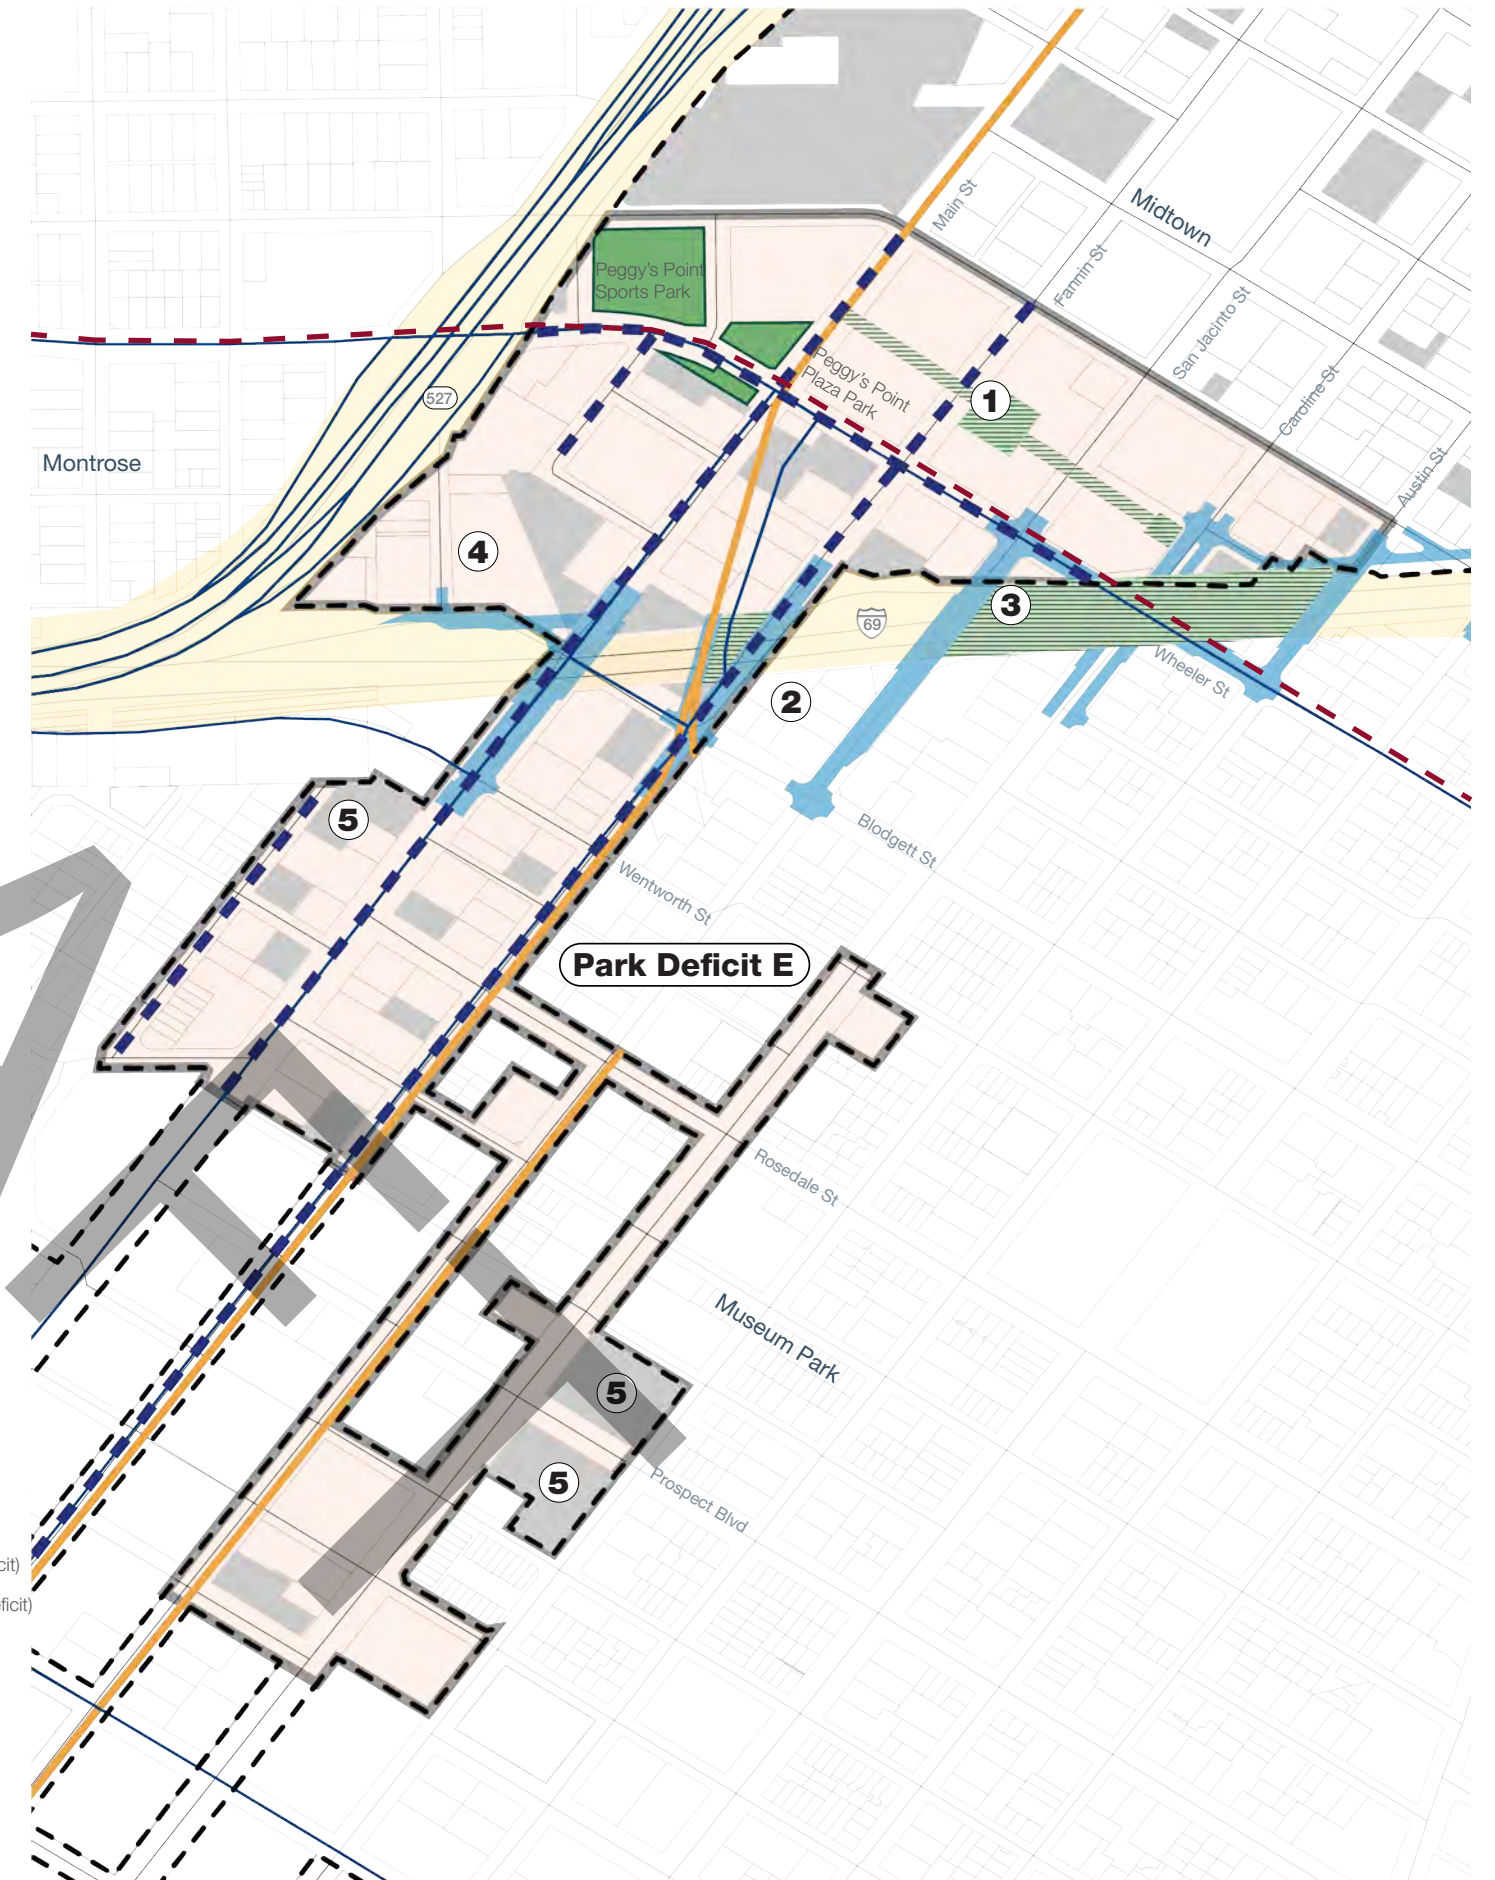 Midtown
Main St
Fannin St
San Jacinto St
Caroline St
Austin St
Peggy's Point
Sports Park
Peggy's Point
Plaza Park
1
527
Montrose
4
3
69
Wheeler St
2
5
Blodgett St
Wentworth St
Park Deficit E
Rosedale St
Museum Park
5
5
Prospect Blvd
cit)
ficit)